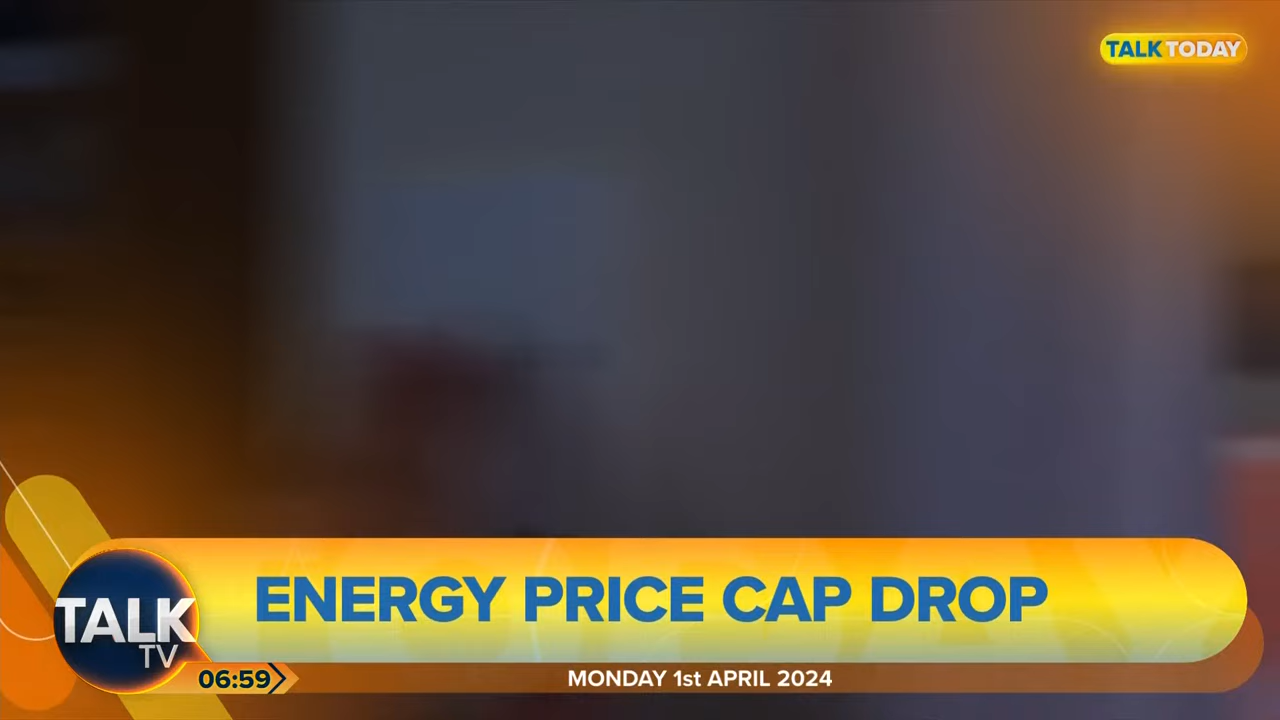 TALK TODAY
ENERGY PRICE CAP DROP
TALK
TV
06:59
MONDAY 1st APRIL 2024